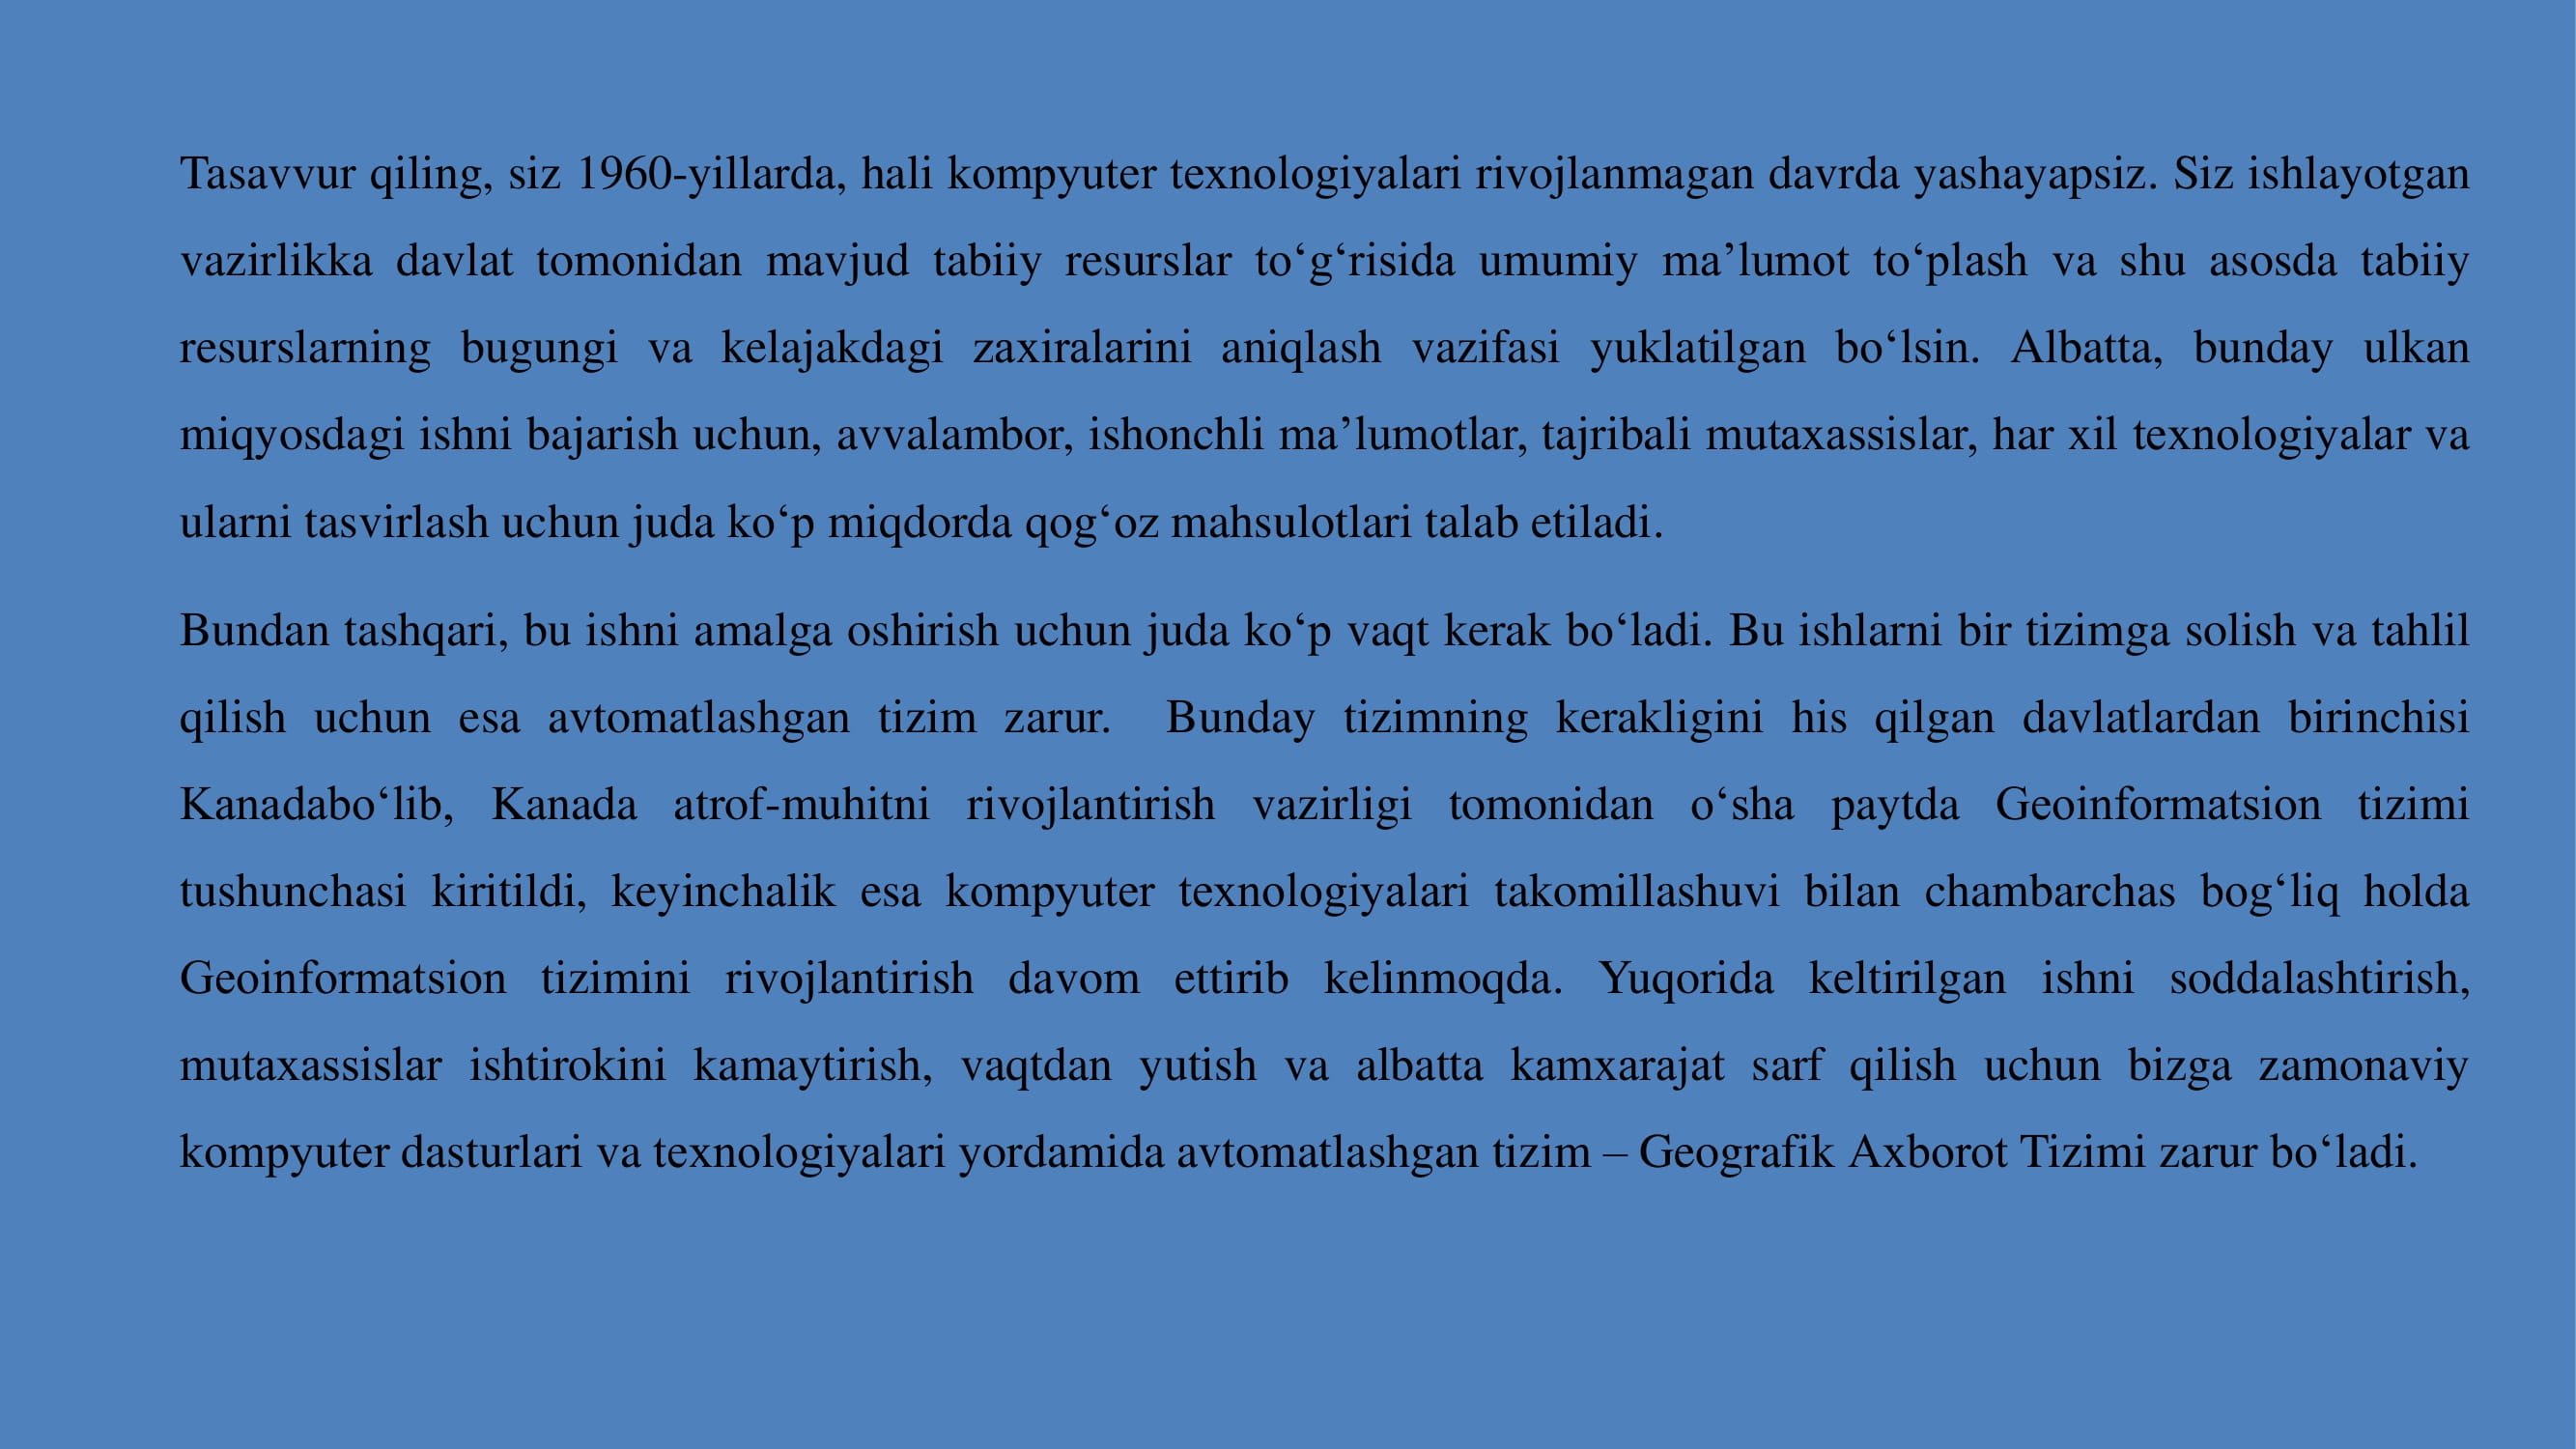 Tasavvur qiling, siz 1960-yillarda, hali kompyuter texnologiyalari rivojlanmagan davrda yashayapsiz. Siz ishlayotgan
vazirlikka davlat tomonidan mavjud tabiiy resurslar to‘g‘risida umumiy ma’lumot to‘plash va shu asosda tabiiy
resurslarning bugungi va kelajakdagi zaxiralarini aniqlash vazifasi yuklatilgan bo‘lsin. Albatta, bunday ulkan
miqyosdagi ishni bajarish uchun, avvalambor, ishonchli ma’lumotlar, tajribali mutaxassislar, har xil texnologiyalar va
ularni tasvirlash uchun juda ko‘p miqdorda qog‘oz mahsulotlari talab etiladi.
Bundan tashqari, bu ishni amalga oshirish uchun juda ko‘p vaqt kerak bo‘ladi. Bu ishlarni bir tizimga solish va tahlil
qilish uchun esa avtomatlashgan tizim zarur.  Bunday tizimning kerakligini his qilgan davlatlardan birinchisi
Kanadabo‘lib, Kanada atrof-muhitni rivojlantirish vazirligi tomonidan o‘sha paytda Geoinformatsion tizimi
tushunchasi kiritildi, keyinchalik esa kompyuter texnologiyalari takomillashuvi bilan chambarchas bog‘liq holda
Geoinformatsion tizimini rivojlantirish davom ettirib kelinmoqda. Yuqorida keltirilgan ishni soddalashtirish,
mutaxassislar ishtirokini kamaytirish, vaqtdan yutish va albatta kamxarajat sarf qilish uchun bizga zamonaviy
kompyuter dasturlari va texnologiyalari yordamida avtomatlashgan tizim – Geografik Axborot Tizimi zarur bo‘ladi.